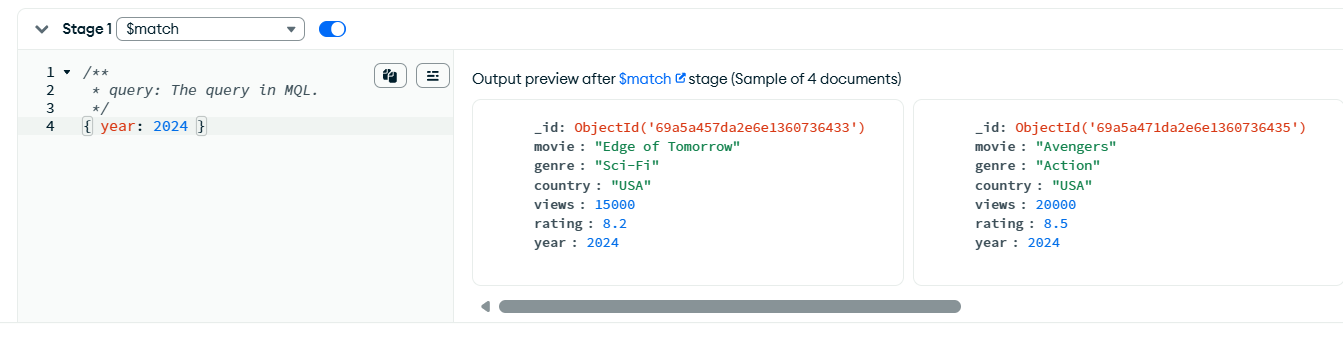 Stage 1 $match
1 /**
2 * query: The query in MQL.
3 */
4 { year: 2024 }
Output preview after $match stage (Sample of 4 documents)
_id: ObjectId('69a5a457da2e6e1360736433')
movie : "Edge of Tomorrow"
genre : "Sci-Fi"
country : "USA"
views : 15000
rating : 8.2
year : 2024
_id: ObjectId('69a5a471da2e6e1360736435')
movie : "Avengers"
genre : "Action"
country : "USA"
views : 20000
rating : 8.5
year : 2024